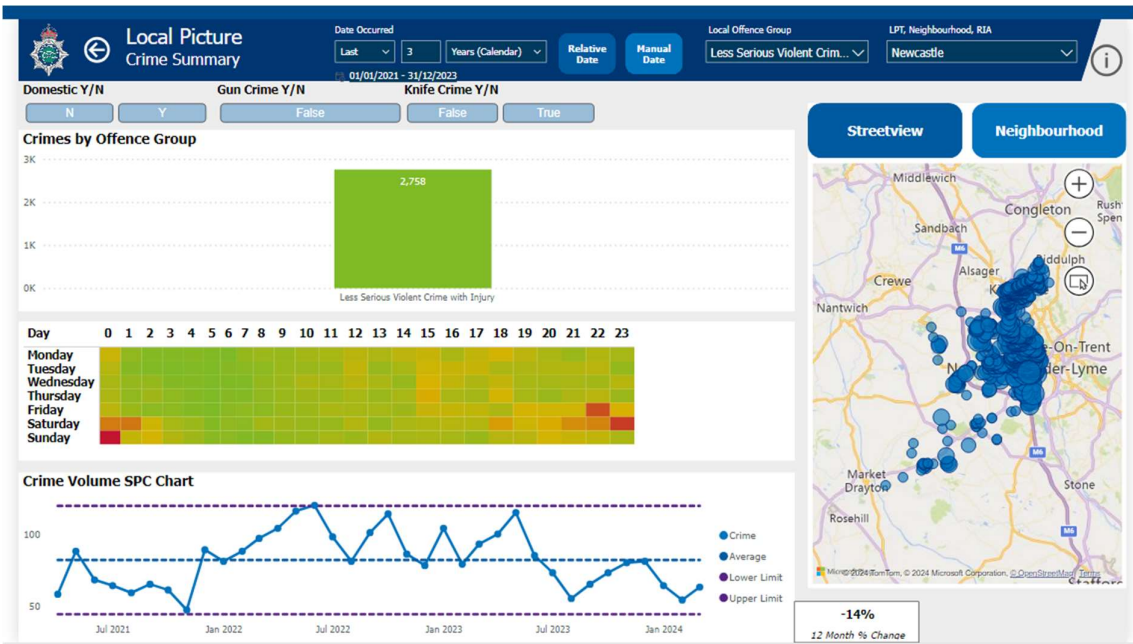 Local Picture
Crime Summary
Date Occurred
Last 3 Years (Calendar)
01/01/2021 - 31/12/2023
Relative
Date
Manual
Date
Local Offence Group
Less Serious Violent Crim...
LPT, Neighbourhood, RIA
Newcastle
Domestic Y/N Gun Crime Y/N Knife Crime Y/N
N Y False False True
Crimes by Offence Group
3K
2,758
2K
1K
0K
Less Serious Violent Crime with Injury
Day 0 1 2 3 4 5 6 7 8 9 10 11 12 13 14 15 16 17 18 19 20 21 22 23
Monday
Tuesday
Wednesday
Thursday
Friday
Saturday
Sunday
Crime Volume SPC Chart
100
50
Jul 2021 Jan 2022 Jul 2022 Jan 2023 Jul 2023 Jan 2024
Crime
Average
Lower Limit
Upper Limit
Streetview Neighbourhood
Middlewich
Congleton
Sandbach
M6
Alsager
Crewe
Nantwich
e-On-Trent
der-Lyme
M6
Market
Drayton
Stone
Rosehill
M6
© 2024 TomTom, © 2024 Microsoft Corporation, © OpenStreetMap Terms
-14%
12 Month % Change